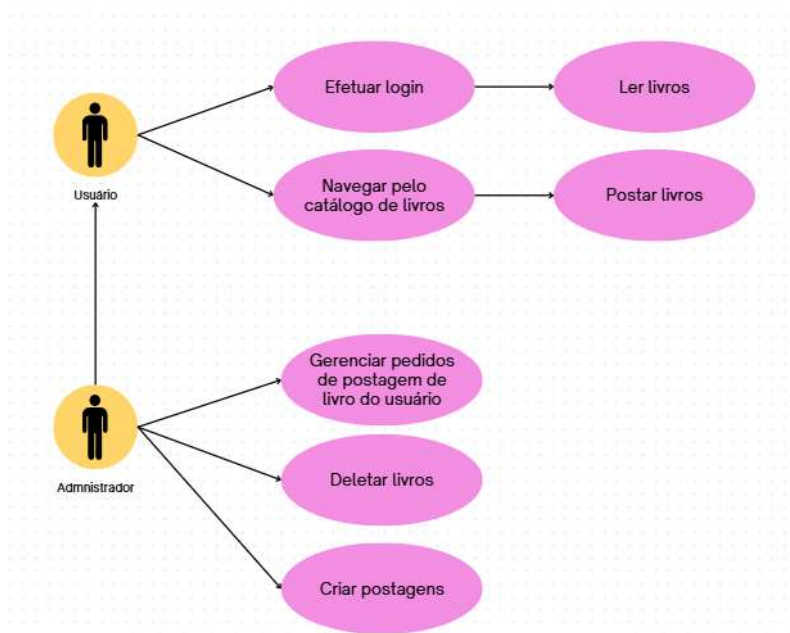 Efetuar login
Ler livros
Usuário
Navegar pelo
catálogo de livros
Postar livros
Gerenciar pedidos
de postagem de
livro do usuário
Admnistrador
Deletar livros
Criar postagens